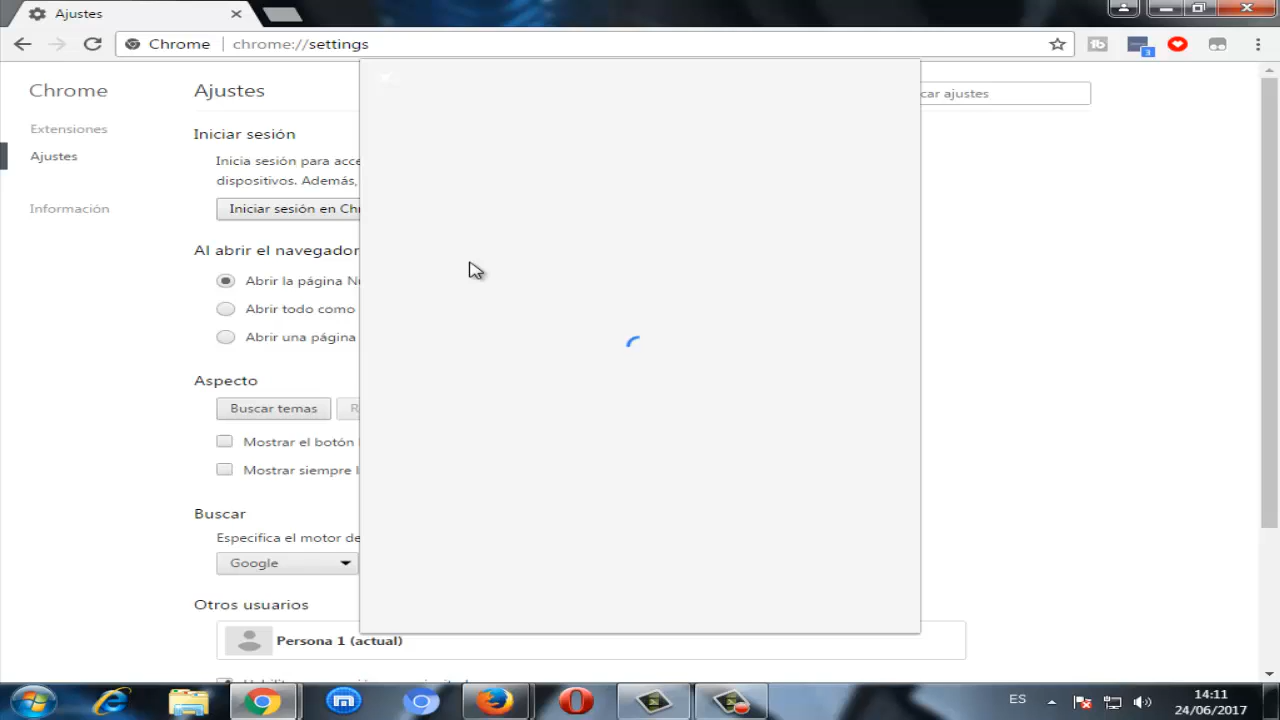 Ajustes
Chrome chrome://settings
3
Chrome
Ajustes
car ajustes
Extensiones
Iniciar sesión
Ajustes
Inicia sesión para acce
dispositivos. Además,
Información
Iniciar sesión en Ch
Al abrir el navegador
Abrir la página N
Abrir todo como
Abrir una página
Aspecto
Buscar temas
R
Mostrar el botón
Mostrar siempre l
Buscar
Especifica el motor de
Google
Otros usuarios
Persona 1 (actual)
ES
14:11
24/06/2017